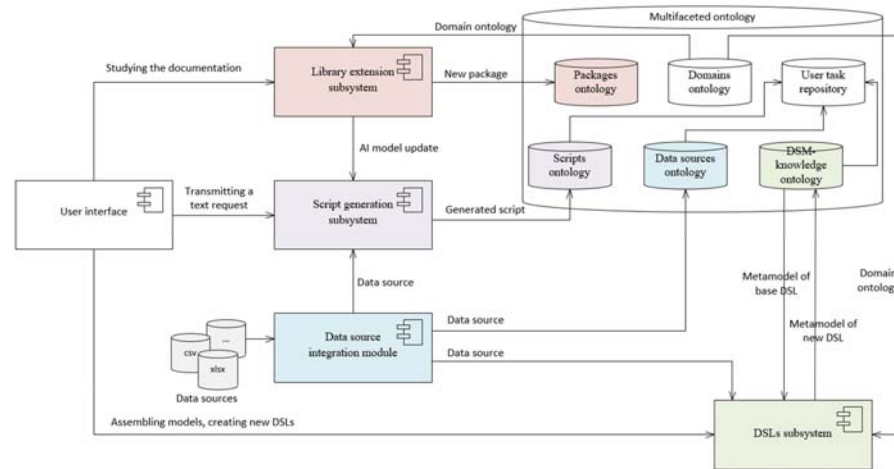 Domain ontology
Multifaceted ontology
Studying the documentation
Library extension
subsystem
New package
Packages
ontology
Domains
ontology
User task
repository
AI model update
Scripts
ontology
Data sources
ontology
DSM-
knowledge
ontology
User interface
Transmitting a
text request
Script generation
subsystem
Generated script
Data source
Metamodel of
base DSL
Domain
ontology
Metamodel of
new DSL
csv
...
xlsx
Data sources
Data source
integration module
Data source
Data source
Assembling models, creating new DSLs
DSLs subsystem